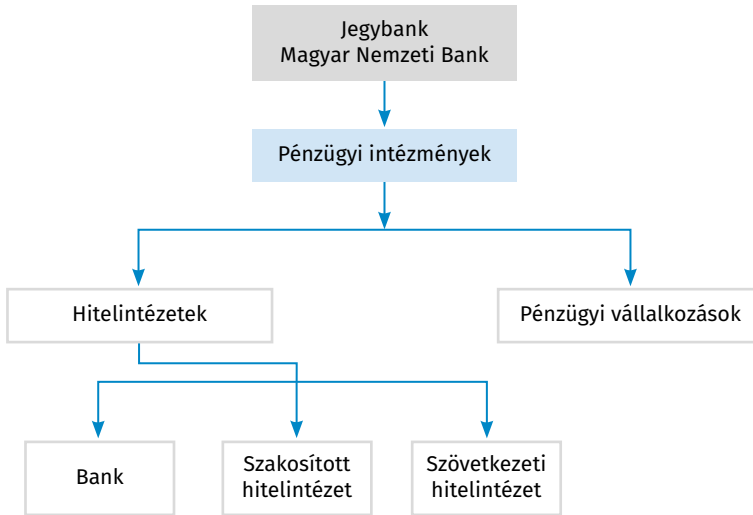 Jegybank
Magyar Nemzeti Bank
Pénzügyi intézmények
Hitelintézetek
Pénzügyi vállalkozások
Bank
Szakosított
hitelintézet
Szövetkezeti
hitelintézet